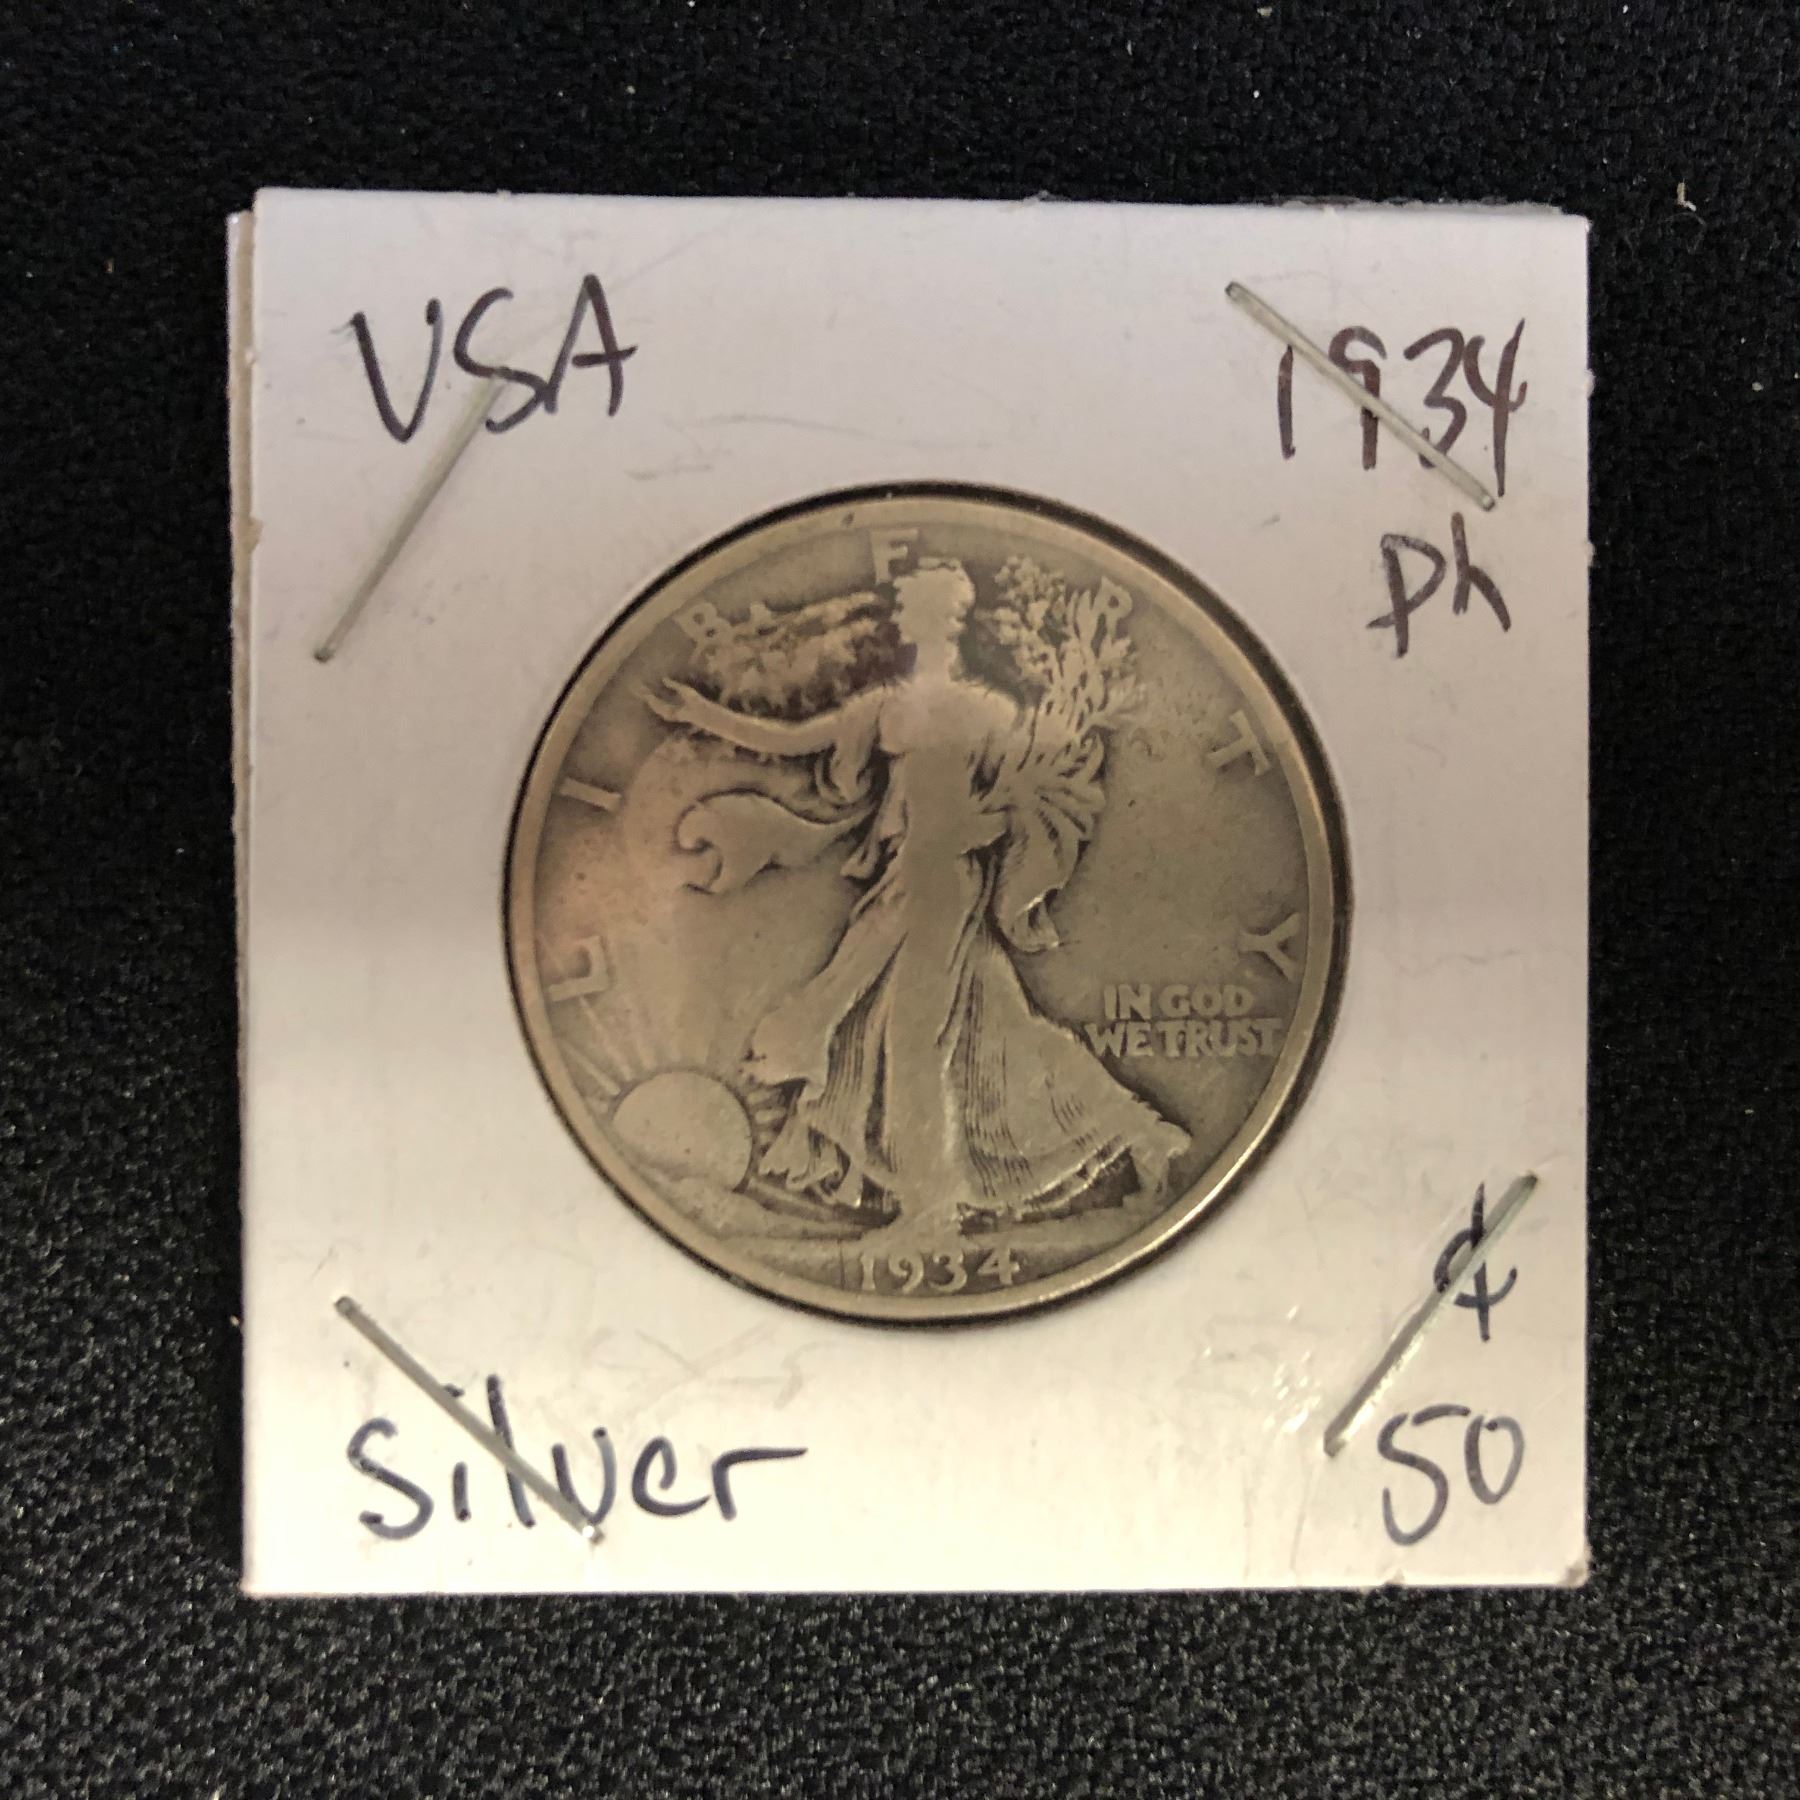 USA
1934
Ph
LIBERTY
IN GOD
WE TRUST
1934
¢
silver
50